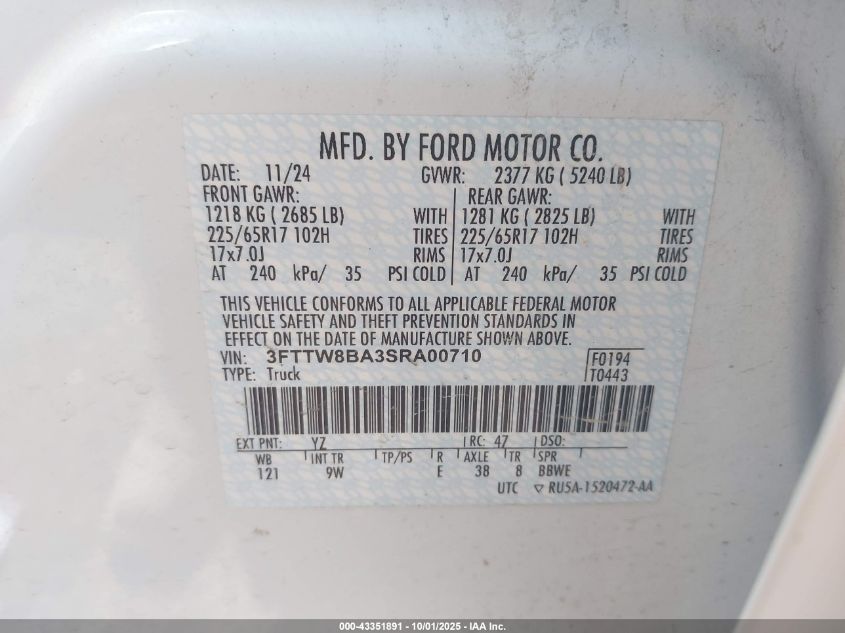 MFD. BY FORD MOTOR CO.
DATE: 11/24 GVWR: 2377 KG ( 5240 LB)
FRONT GAWR: REAR GAWR:
1218 KG ( 2685 LB) WITH 1281 KG ( 2825 LB) WITH
225/65R17 102H TIRES 225/65R17 102H TIRES
17x7.0J RIMS 17x7.0J RIMS
AT 240 kPa/ 35 PSI COLD AT 240 kPa/ 35 PSI COLD
THIS VEHICLE CONFORMS TO ALL APPLICABLE FEDERAL MOTOR
VEHICLE SAFETY AND THEFT PREVENTION STANDARDS IN
EFFECT ON THE DATE OF MANUFACTURE SHOWN ABOVE.
VIN: 3FTTW8BA3SRA00710 F0194
TYPE: Truck T0443
EXT PNT: YZ RC: 47 DSO:
WB INT TR TP/PS R AXLE TR SPR
121 9W E 38 8 BBWE
UTC RU5A-1520472-AA
000-43351891 - 10/01/2025 - IAA Inc.